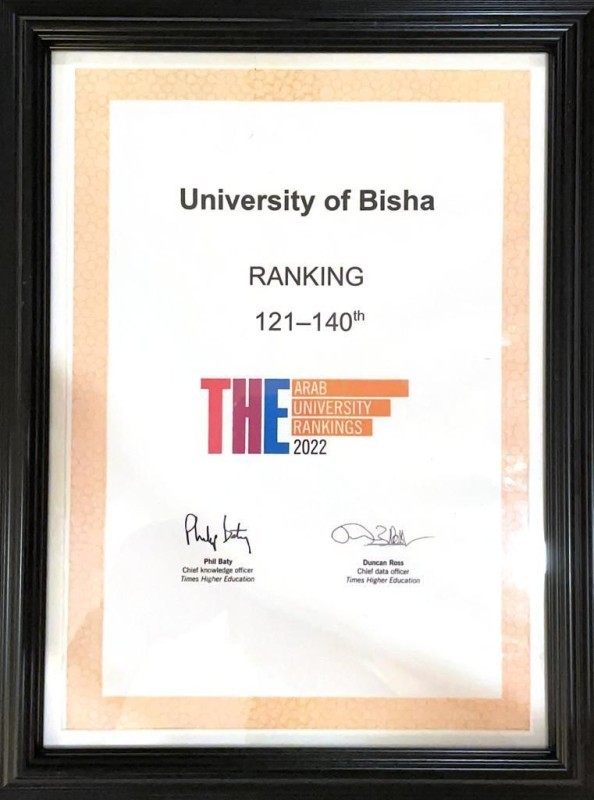 University of Bisha
RANKING
121–140th
THE
ARAB
UNIVERSITY
RANKINGS
2022
Phil Baty
Chief knowledge officer
Times Higher Education
Duncan Ross
Chief data officer
Times Higher Education